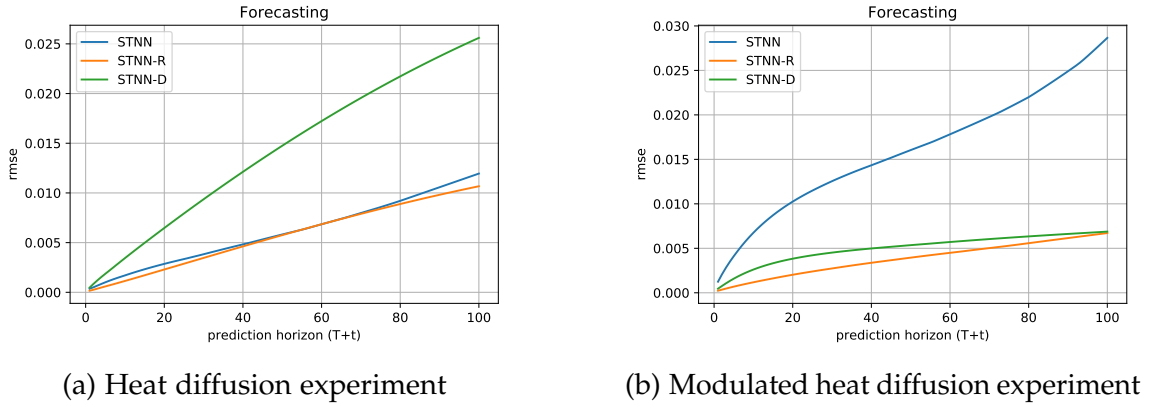 Forecasting
STNN
STNN-R
STNN-D
0.025
0.020
0.015
0.010
0.005
0.000
rmse
0 20 40 60 80 100
prediction horizon (T+t)
(a) Heat diffusion experiment
Forecasting
STNN
STNN-R
STNN-D
0.030
0.025
0.020
0.015
0.010
0.005
0.000
rmse
0 20 40 60 80 100
prediction horizon (T+t)
(b) Modulated heat diffusion experiment